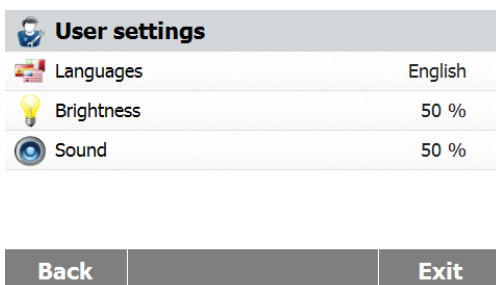 User settings
Languages English
Brightness 50 %
Sound 50 %
Back Exit